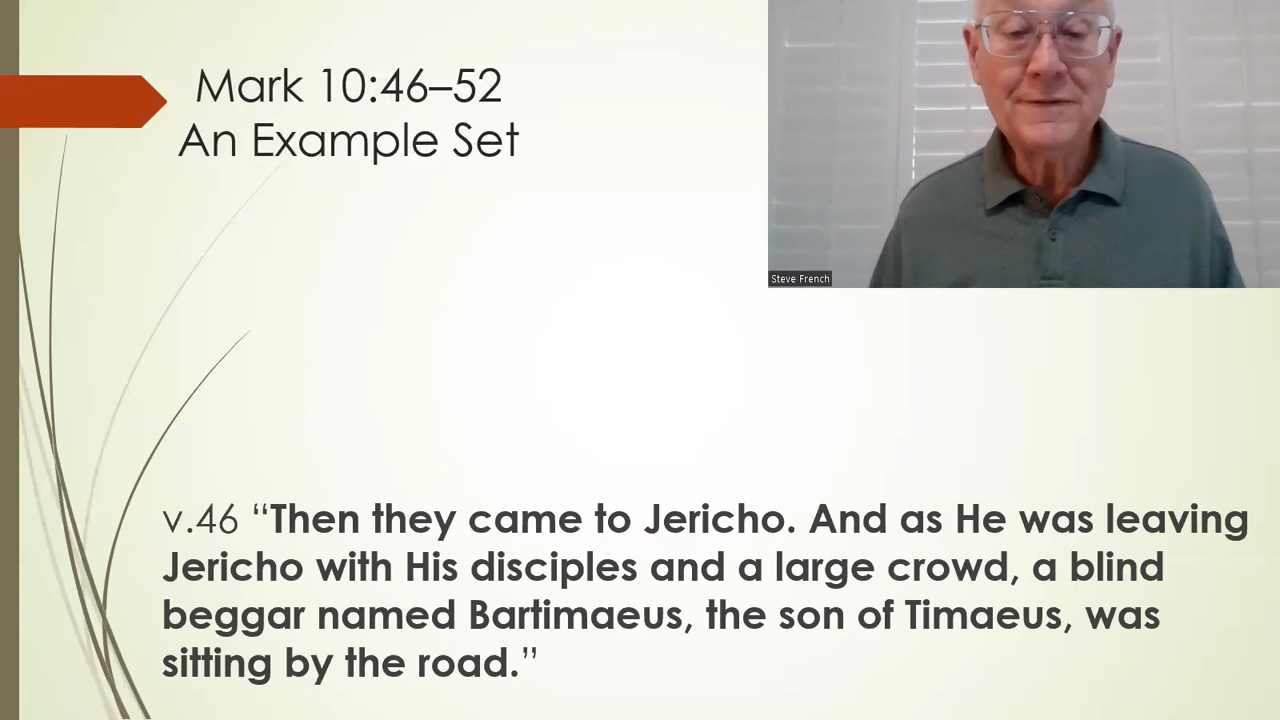 Mark 10:46–52
An Example Set
Steve French
v.46 “Then they came to Jericho. And as He was leaving
Jericho with His disciples and a large crowd, a blind
beggar named Bartimaeus, the son of Timaeus, was
sitting by the road.”